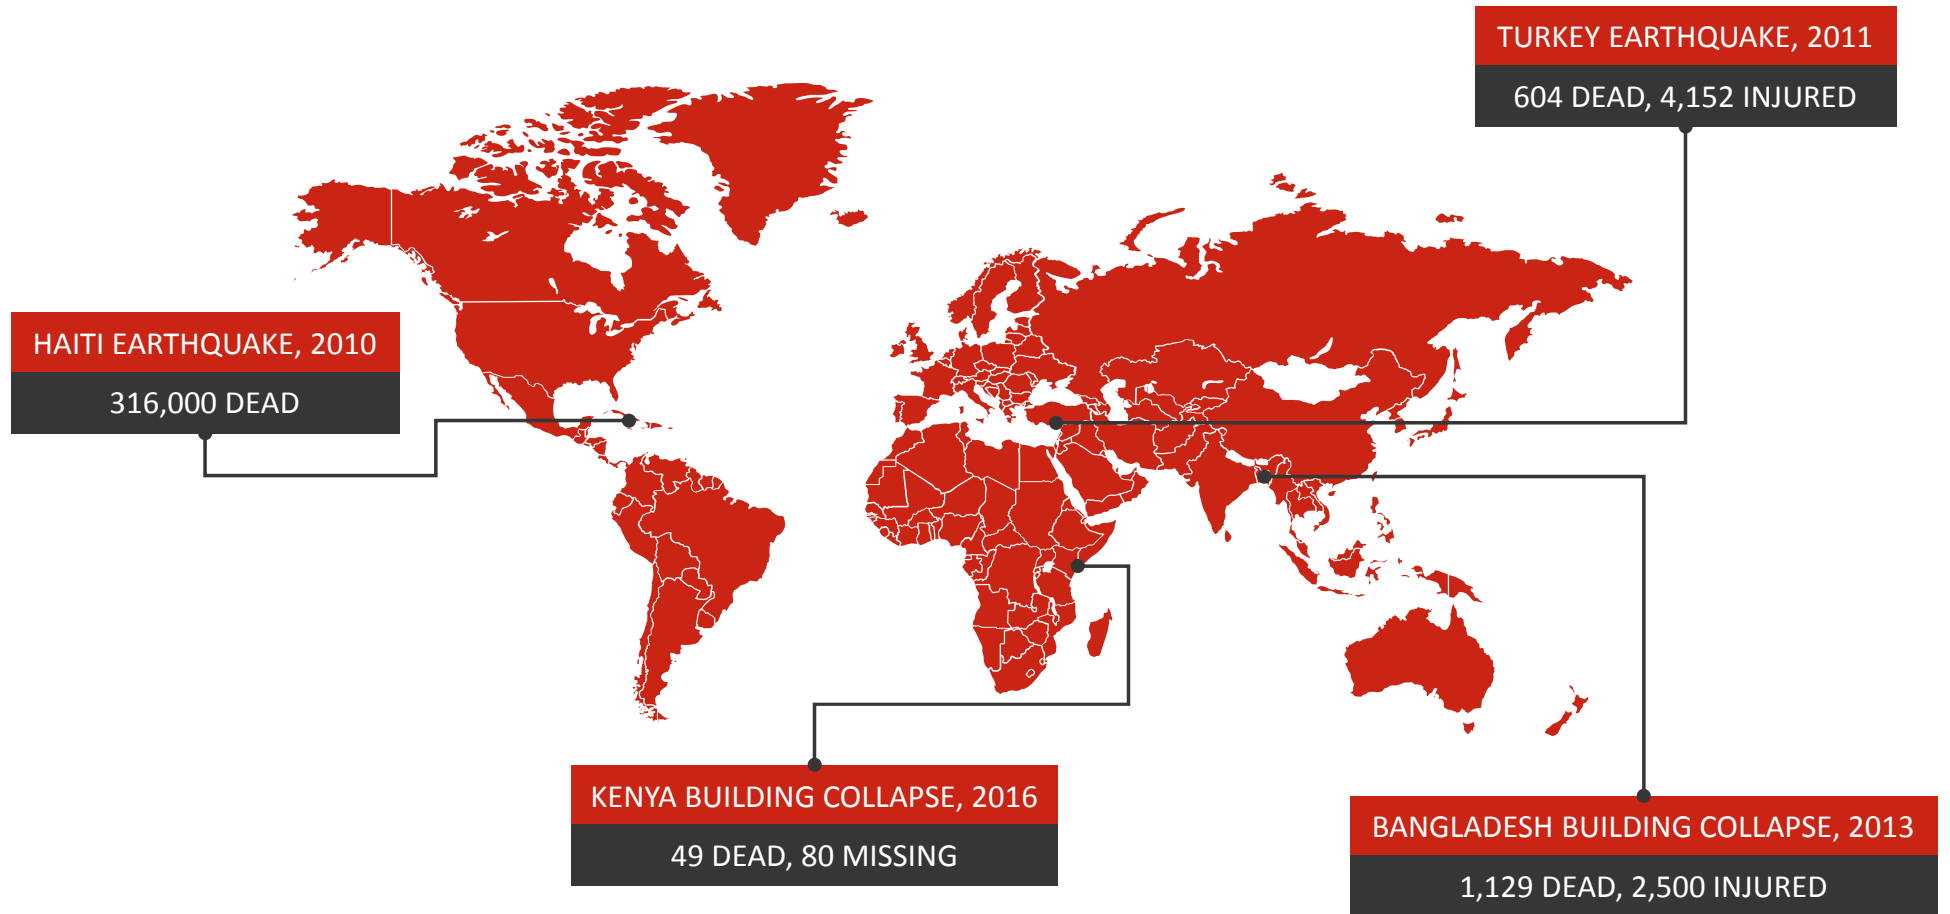 TURKEY EARTHQUAKE, 2011
604 DEAD, 4,152 INJURED
HAITI EARTHQUAKE, 2010
316,000 DEAD
KENYA BUILDING COLLAPSE, 2016
49 DEAD, 80 MISSING
BANGLADESH BUILDING COLLAPSE, 2013
1,129 DEAD, 2,500 INJURED